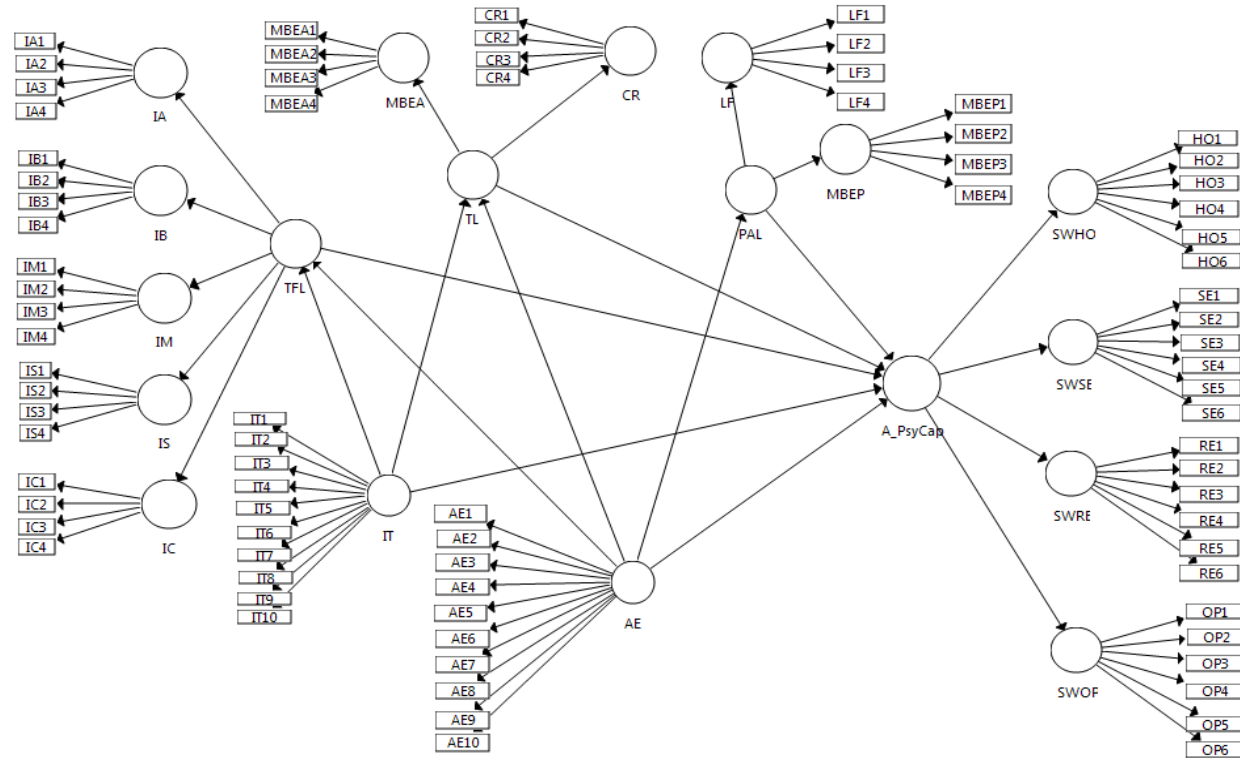 IA1
IA2
IA3
IA4
IA
IB1
IB2
IB3
IB4
IB
IM1
IM2
IM3
IM4
IM
IS1
IS2
IS3
IS4
IS
IC1
IC2
IC3
IC4
IC
MBEA1
MBEA2
MBEA3
MBEA4
MBEA
CR1
CR2
CR3
CR4
CR
TL
TFL
LF1
LF2
LF3
LF4
LF
MBEP1
MBEP2
MBEP3
MBEP4
MBEP
PAL
IT1
IT2
IT3
IT4
IT5
IT6
IT7
IT8
IT9
IT10
IT
AE1
AE2
AE3
AE4
AE5
AE6
AE7
AE8
AE9
AE10
AE
A_PsyCap
HO1
HO2
HO3
HO4
HO5
HO6
SWHO
SE1
SE2
SE3
SE4
SE5
SE6
SWSE
RE1
RE2
RE3
RE4
RE5
RE6
SWRE
OP1
OP2
OP3
OP4
OP5
OP6
SWOP